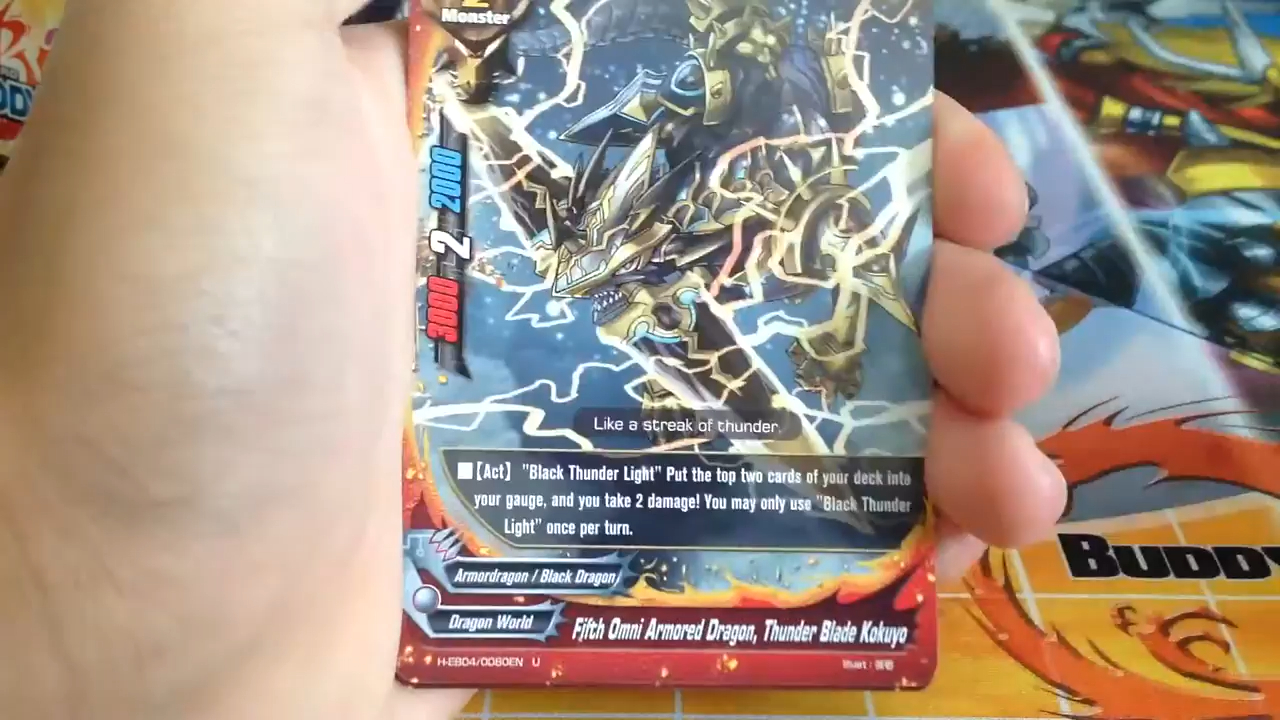 Monster
2000
2
3000
Like a streak of thunder.
■【Act】 "Black Thunder Light" Put the top two cards of your deck into
your gauge, and you take 2 damage! You may only use "Black Thunder
Light" once per turn.
Armordragon / Black Dragon
Dragon World
Fifth Omni Armored Dragon, Thunder Blade Kokuyo
H-EB04/0080EN U
Illust :
BUDDY